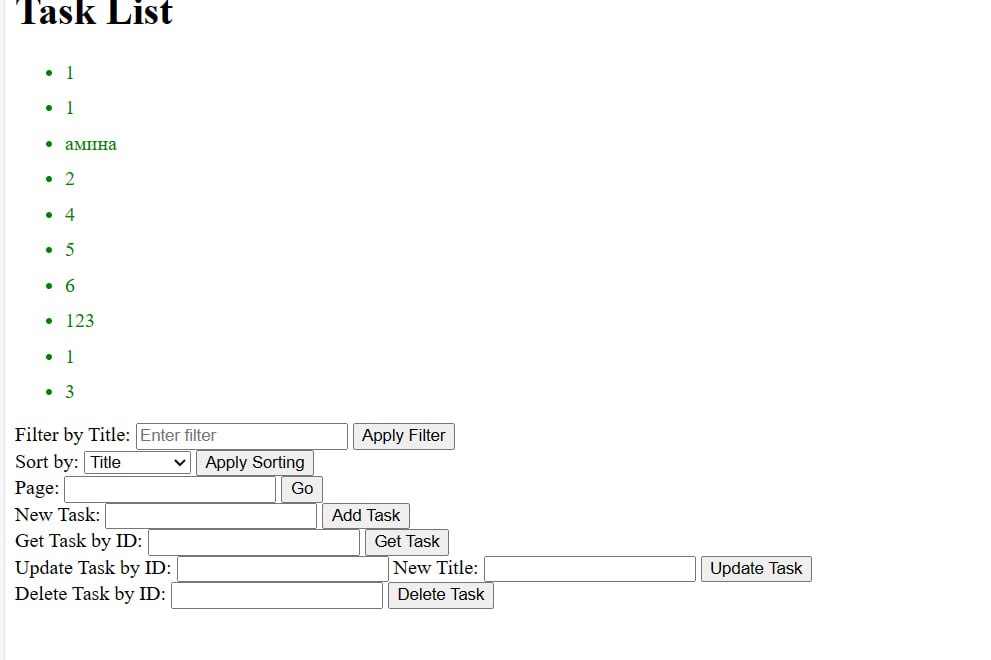 Task List
1
1
ампна
2
4
5
6
123
1
3
Filter by Title: Enter filter Apply Filter
Sort by: Title Apply Sorting
Page: Go
New Task: Add Task
Get Task by ID: Get Task
Update Task by ID: New Title: Update Task
Delete Task by ID: Delete Task